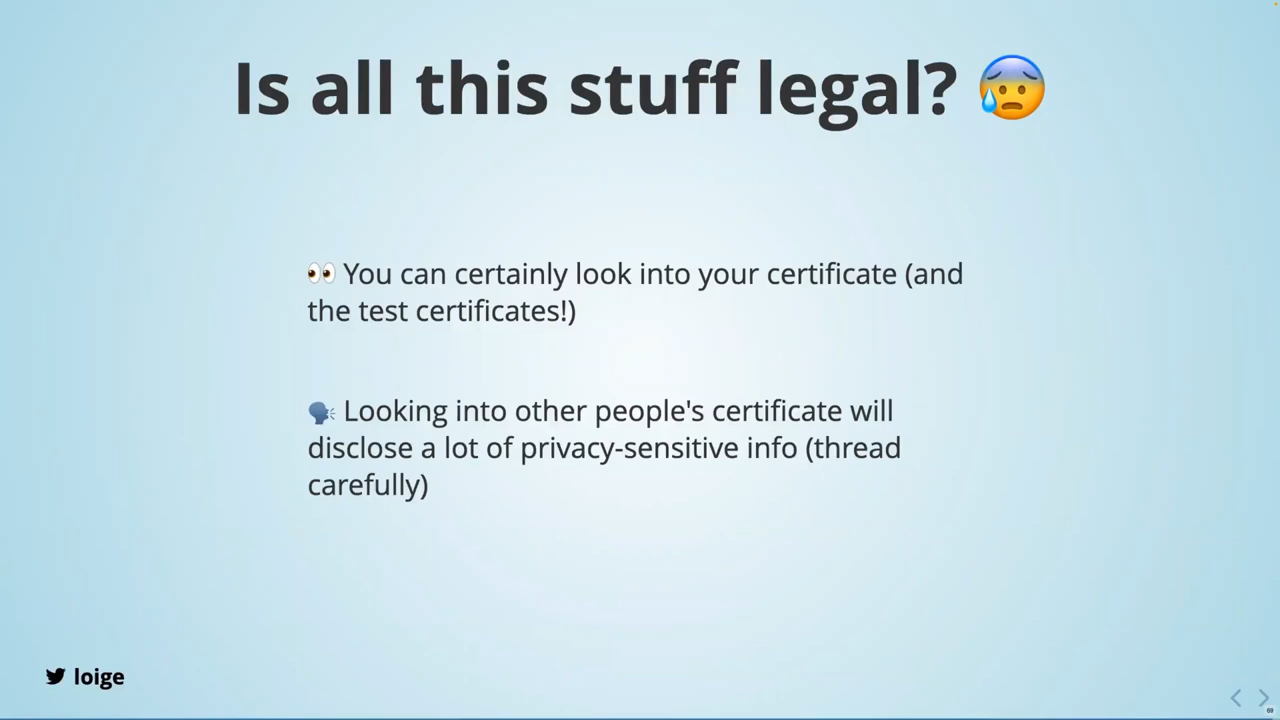 Is all this stuff legal? 😰
👀 You can certainly look into your certificate (and
the test certificates!)
🗣️ Looking into other people's certificate will
disclose a lot of privacy-sensitive info (thread
carefully)
loige
69